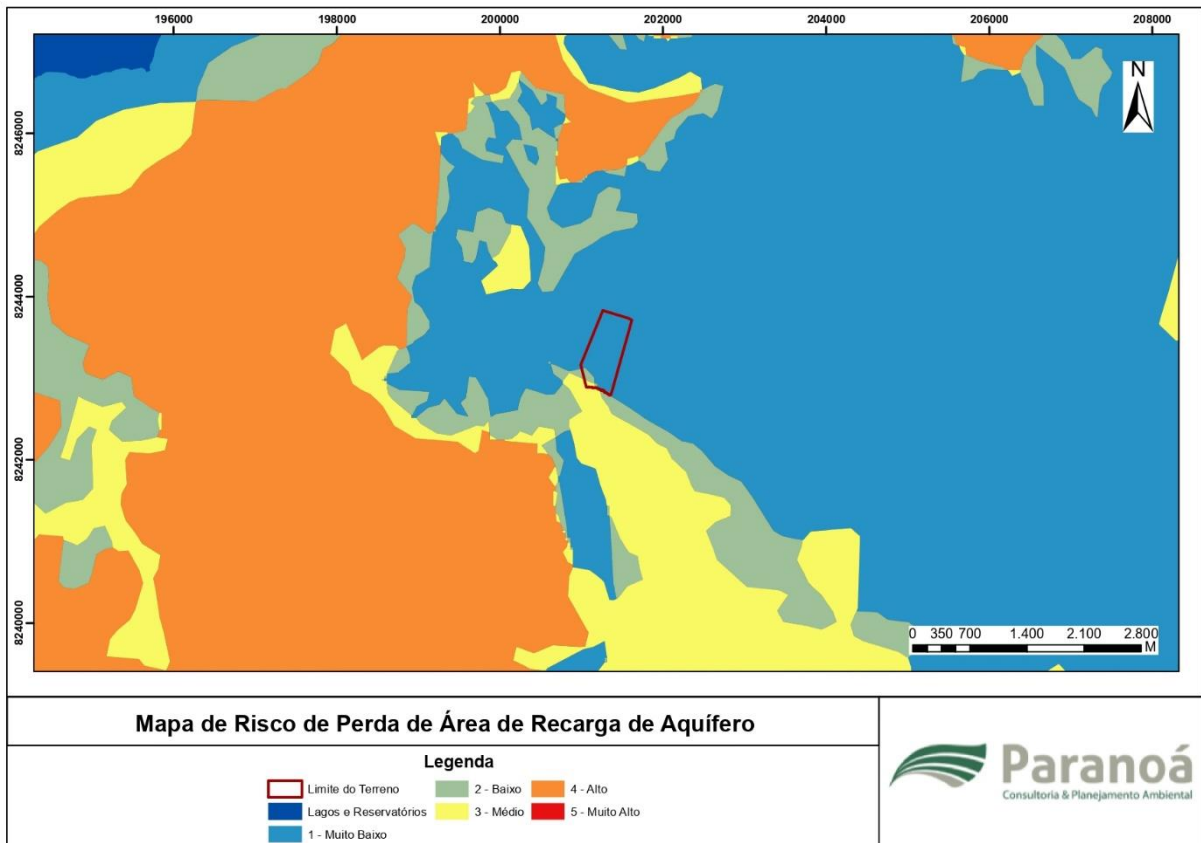 196000 198000 200000 202000 204000 206000 208000
8246000
8244000
8242000
8240000
N
0 350 700 1.400 2.100 2.800
M
Mapa de Risco de Perda de Área de Recarga de Aquífero
Legenda
Limite do Terreno 2 - Baixo 4 - Alto
Lagos e Reservatórios 3 - Médio 5 - Muito Alto
1 - Muito Baixo
Paranoá
Consultoria & Planejamento Ambiental